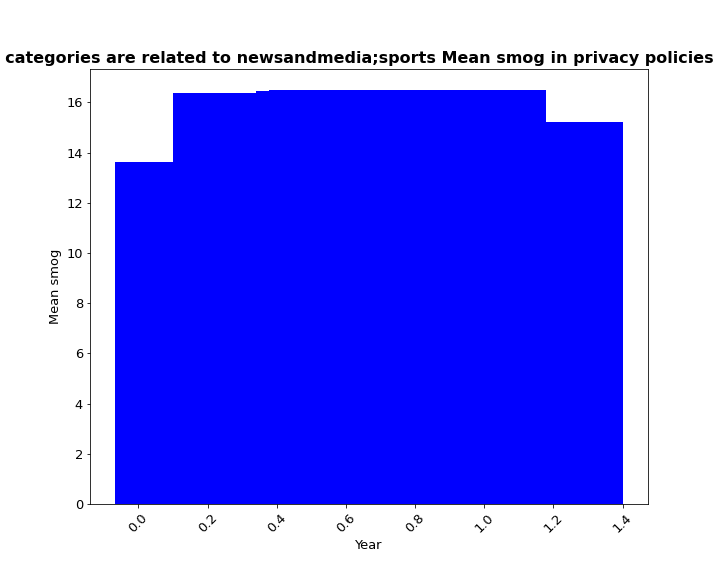 categories are related to newsandmedia;sports Mean smog in privacy policies
16
14
12
10
8
6
4
2
0
Mean smog
0.0 0.2 0.4 0.6 0.8 1.0 1.2 1.4
Year